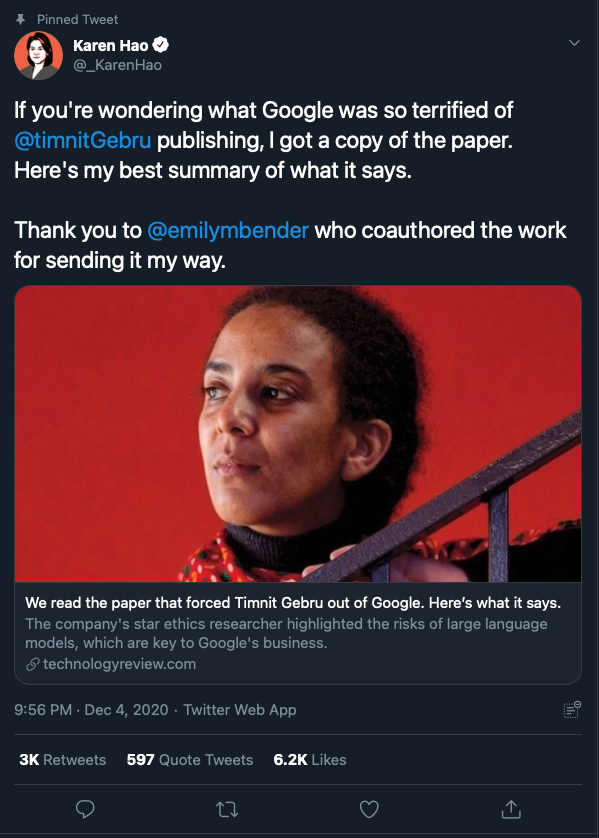 Pinned Tweet
Karen Hao
@_KarenHao
If you're wondering what Google was so terrified of
@timnitGebru publishing, I got a copy of the paper.
Here's my best summary of what it says.
Thank you to @emilymbender who coauthored the work
for sending it my way.
We read the paper that forced Timnit Gebru out of Google. Here's what it says.
The company's star ethics researcher highlighted the risks of large language
models, which are key to Google's business.
technologyreview.com
9:56 PM · Dec 4, 2020 · Twitter Web App
3K Retweets 597 Quote Tweets 6.2K Likes